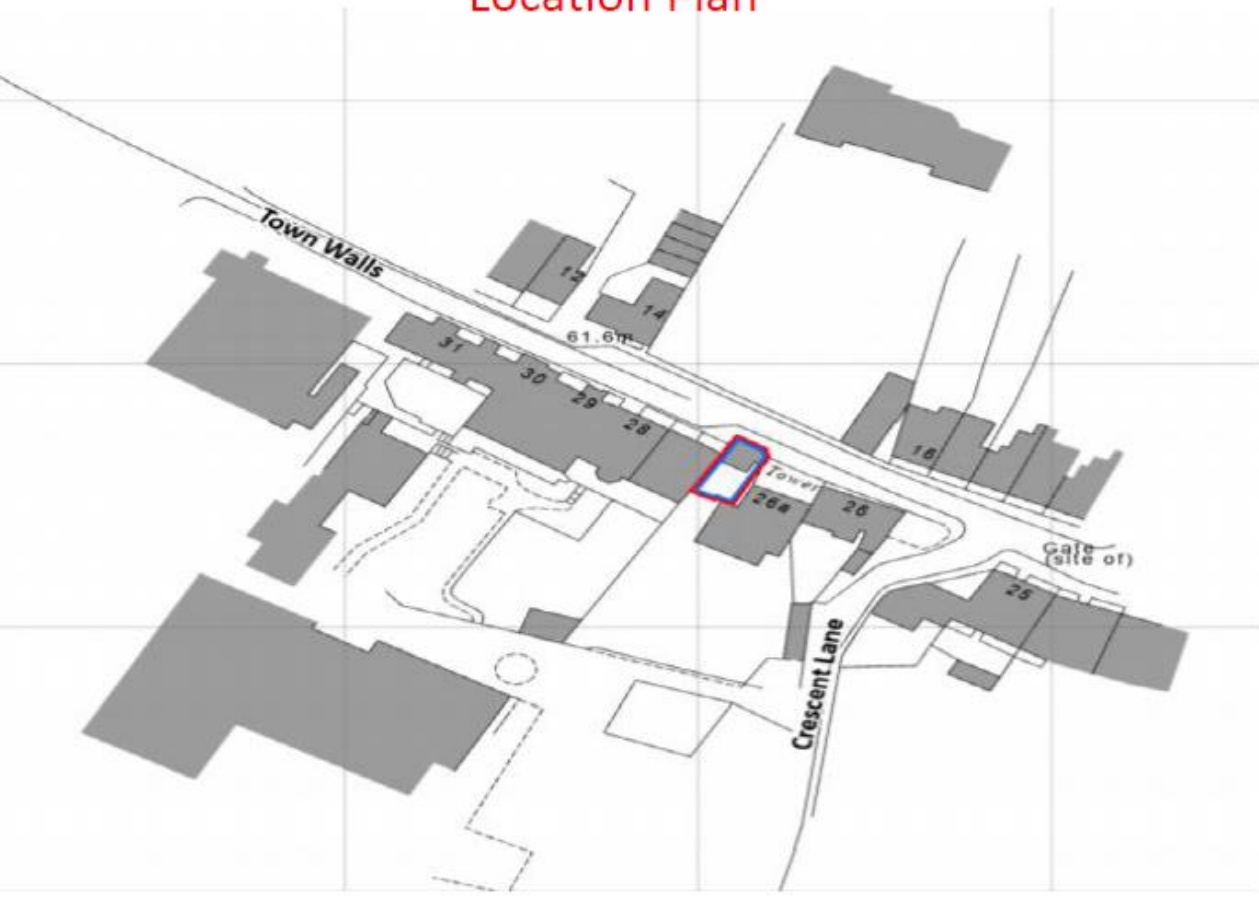 Location Plan
Town Walls
12
14
61.6m
31
30
29
28
16
Tower
26a
26
Gate
(site of)
25
Crescent Lane